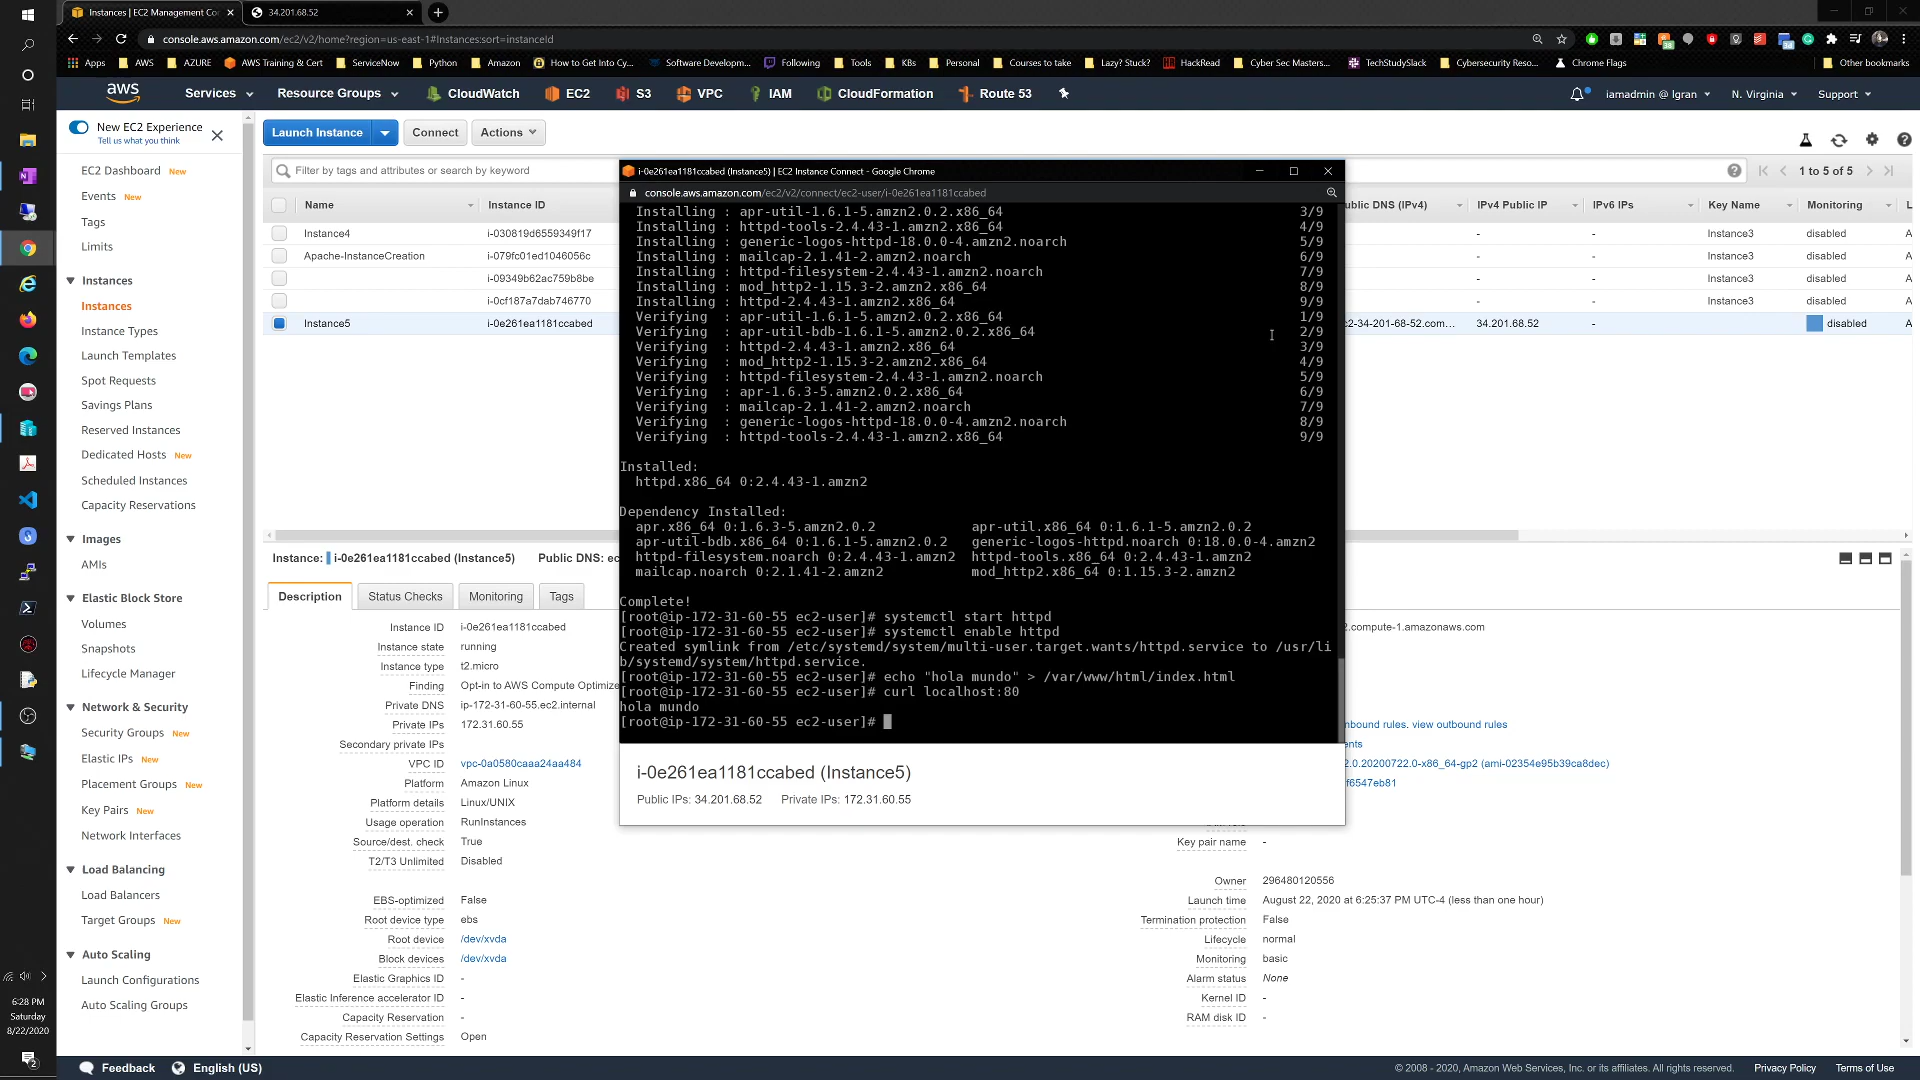 Instances | EC2 Management Co
34.201.68.52
console.aws.amazon.com/ec2/v2/home?region=us-east-1#Instances:sort=instanceId
Apps AWS AZURE AWS Training & Cert ServiceNow Python Amazon How to Get Into Cy... Software Developm... Following Tools KBs Personal Courses to take Lazy? Stuck? HackRead Cyber Sec Masters... TechStudySlack Cybersecurity Reso... Chrome Flags Other bookmarks
aws Services Resource Groups CloudWatch EC2 S3 VPC IAM CloudFormation Route 53 iamadmin @ lgran N. Virginia Support
New EC2 Experience
Tell us what you think
EC2 Dashboard New
Events New
Tags
Limits
Instances
Instances
Instance Types
Launch Templates
Spot Requests
Savings Plans
Reserved Instances
Dedicated Hosts New
Scheduled Instances
Capacity Reservations
Images
AMIs
Elastic Block Store
Volumes
Snapshots
Lifecycle Manager
Network & Security
Security Groups New
Elastic IPs New
Placement Groups New
Key Pairs New
Network Interfaces
Load Balancing
Load Balancers
Target Groups New
Auto Scaling
Launch Configurations
Auto Scaling Groups
Launch Instance Connect Actions
Filter by tags and attributes or search by keyword
1 to 5 of 5
Name Instance ID ublic DNS (IPv4) IPv4 Public IP IPv6 IPs Key Name Monitoring L
Instance4 i-030819d6559349f17 - - Instance3 disabled A
Apache-InstanceCreation i-079fc01ed1046056c - - Instance3 disabled A
i-09349b62ac759b8be - - Instance3 disabled A
i-0cf187a7dab746770 - - Instance3 disabled A
Instance5 i-0e261ea1181ccabed c2-34-201-68-52.com... 34.201.68.52 - disabled A
i-0e261ea1181ccabed (Instance5) | EC2 Instance Connect - Google Chrome
console.aws.amazon.com/ec2/v2/connect/ec2-user/i-0e261ea1181ccabed
Installing : apr-util-1.6.1-5.amzn2.0.2.x86_64 3/9
Installing : httpd-tools-2.4.43-1.amzn2.x86_64 4/9
Installing : generic-logos-httpd-18.0.0-4.amzn2.noarch 5/9
Installing : mailcap-2.1.41-2.amzn2.noarch 6/9
Installing : httpd-filesystem-2.4.43-1.amzn2.noarch 7/9
Installing : mod_http2-1.15.3-2.amzn2.x86_64 8/9
Installing : httpd-2.4.43-1.amzn2.x86_64 9/9
Verifying : apr-util-1.6.1-5.amzn2.0.2.x86_64 1/9
Verifying : apr-util-bdb-1.6.1-5.amzn2.0.2.x86_64 2/9
Verifying : httpd-2.4.43-1.amzn2.x86_64 3/9
Verifying : mod_http2-1.15.3-2.amzn2.x86_64 4/9
Verifying : httpd-filesystem-2.4.43-1.amzn2.noarch 5/9
Verifying : apr-1.6.3-5.amzn2.0.2.x86_64 6/9
Verifying : mailcap-2.1.41-2.amzn2.noarch 7/9
Verifying : generic-logos-httpd-18.0.0-4.amzn2.noarch 8/9
Verifying : httpd-tools-2.4.43-1.amzn2.x86_64 9/9
Installed:
httpd.x86_64 0:2.4.43-1.amzn2
Dependency Installed:
apr.x86_64 0:1.6.3-5.amzn2.0.2 apr-util.x86_64 0:1.6.1-5.amzn2.0.2
apr-util-bdb.x86_64 0:1.6.1-5.amzn2.0.2 generic-logos-httpd.noarch 0:18.0.0-4.amzn2
httpd-filesystem.noarch 0:2.4.43-1.amzn2 httpd-tools.x86_64 0:2.4.43-1.amzn2
mailcap.noarch 0:2.1.41-2.amzn2 mod_http2.x86_64 0:1.15.3-2.amzn2
Complete!
[root@ip-172-31-60-55 ec2-user]# systemctl start httpd
[root@ip-172-31-60-55 ec2-user]# systemctl enable httpd
Created symlink from /etc/systemd/system/multi-user.target.wants/httpd.service to /usr/li
b/systemd/system/httpd.service.
[root@ip-172-31-60-55 ec2-user]# echo "hola mundo" > /var/www/html/index.html
[root@ip-172-31-60-55 ec2-user]# curl localhost:80
hola mundo
[root@ip-172-31-60-55 ec2-user]#
i-0e261ea1181ccabed (Instance5)
Public IPs: 34.201.68.52 Private IPs: 172.31.60.55
Instance: i-0e261ea1181ccabed (Instance5) Public DNS: ec
Description Status Checks Monitoring Tags
Instance ID i-0e261ea1181ccabed
Instance state running
Instance type t2.micro
Finding Opt-in to AWS Compute Optimize
Private DNS ip-172-31-60-55.ec2.internal
Private IPs 172.31.60.55
Secondary private IPs
VPC ID vpc-0a0580caaa24aa484
Platform Amazon Linux
Platform details Linux/UNIX
Usage operation RunInstances
Source/dest. check True
T2/T3 Unlimited Disabled
EBS-optimized False
Root device type ebs
Root device /dev/xvda
Block devices /dev/xvda
Elastic Graphics ID -
Elastic Inference accelerator ID -
Capacity Reservation -
Capacity Reservation Settings Open
2.compute-1.amazonaws.com
nbound rules. view outbound rules
ents
2.0.20200722.0-x86_64-gp2 (ami-02354e95b39ca8dec)
f6547eb81
Key pair name -
Owner 296480120556
Launch time August 22, 2020 at 6:25:37 PM UTC-4 (less than one hour)
Termination protection False
Lifecycle normal
Monitoring basic
Alarm status None
Kernel ID -
RAM disk ID -
6:28 PM
Saturday
8/22/2020
Feedback English (US) © 2008 - 2020, Amazon Web Services, Inc. or its affiliates. All rights reserved. Privacy Policy Terms of Use